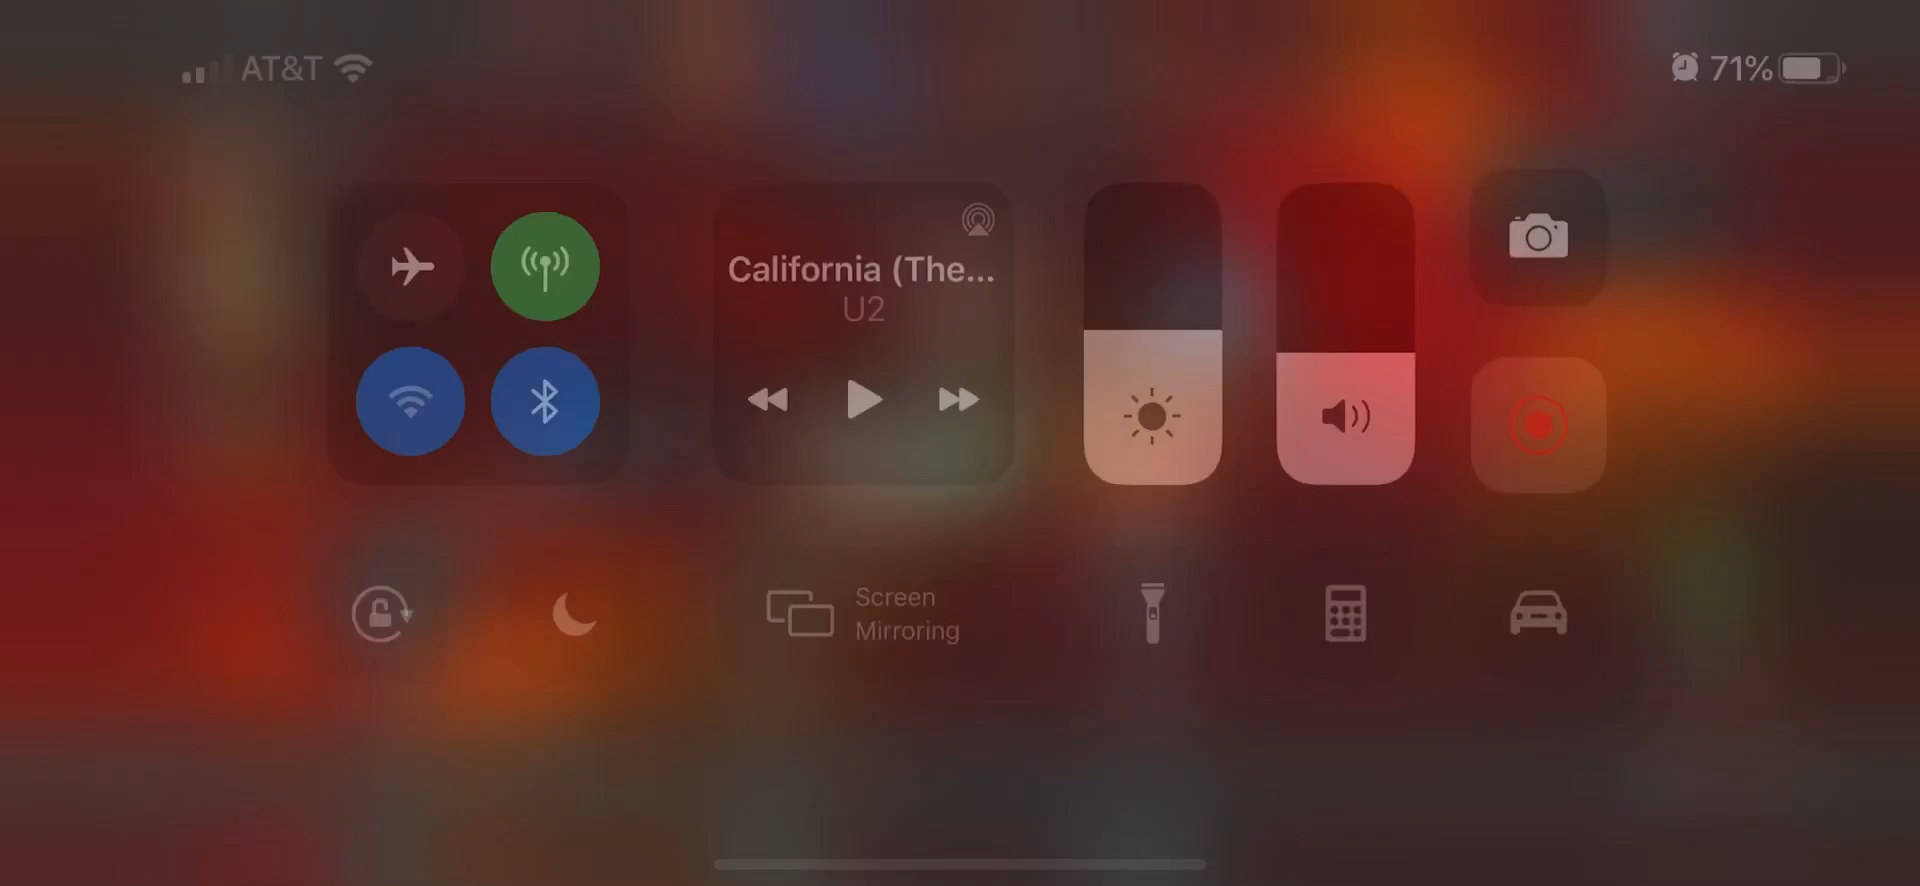 AT&T
71%
California (The...
U2
Screen
Mirroring